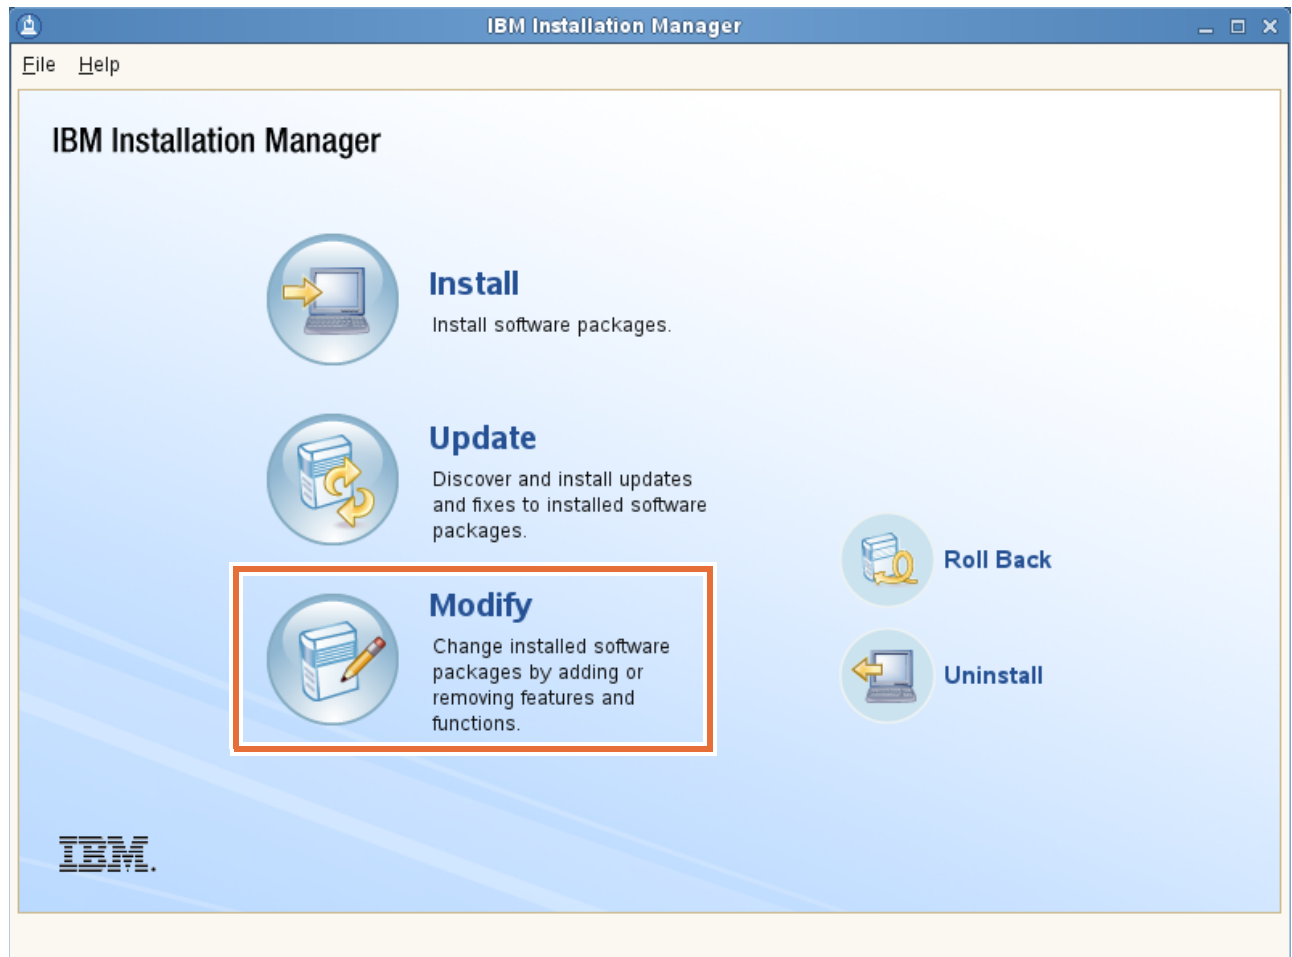 IBM Installation Manager
File Help
IBM Installation Manager
Install
Install software packages.
Update
Discover and install updates
and fixes to installed software
packages.
Modify
Change installed software
packages by adding or
removing features and
functions.
Roll Back
Uninstall
IBM.